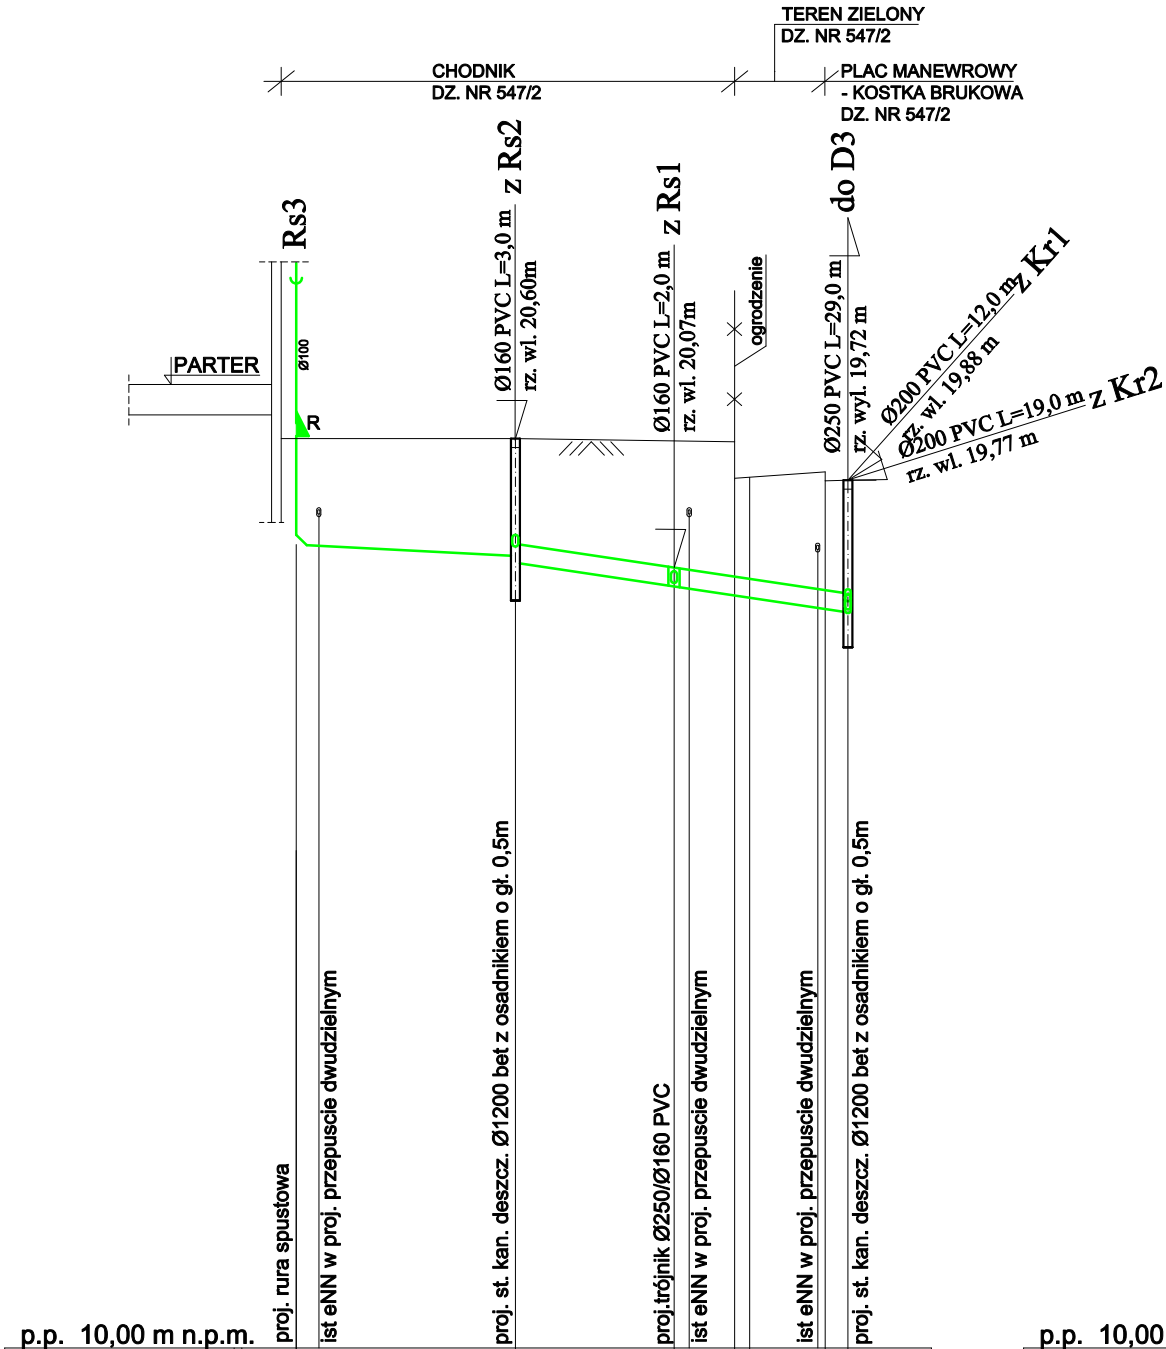 TEREN ZIELONY
DZ. NR 547/2
CHODNIK
DZ. NR 547/2
PLAC MANEWROWY
- KOSTKA BRUKOWA
DZ. NR 547/2
Rs3
z Rs2
Ø160 PVC L=3,0 m
rz. wl. 20,60m
z Rs1
Ø160 PVC L=2,0 m
rz. wl. 20,07m
ogrodzenie
do D3
Ø250 PVC L=29,0 m
rz. wyl. 19,72 m
z Kr1
Ø200 PVC L=12,0 m
rz. wl. 19,88 m
z Kr2
Ø200 PVC L=19,0 m
rz. wl. 19,77 m
PARTER
Ø100
R
proj. rura spustowa
ist eNN w proj. przepuscie dwudzielnym
proj. st. kan. deszcz. Ø1200 bet z osadnikiem o gł. 0,5m
proj.trójnik Ø250/Ø160 PVC
ist eNN w proj. przepuscie dwudzielnym
ist eNN w proj. przepuscie dwudzielnym
proj. st. kan. deszcz. Ø1200 bet z osadnikiem o gł. 0,5m
p.p. 10,00 m n.p.m.
p.p. 10,00